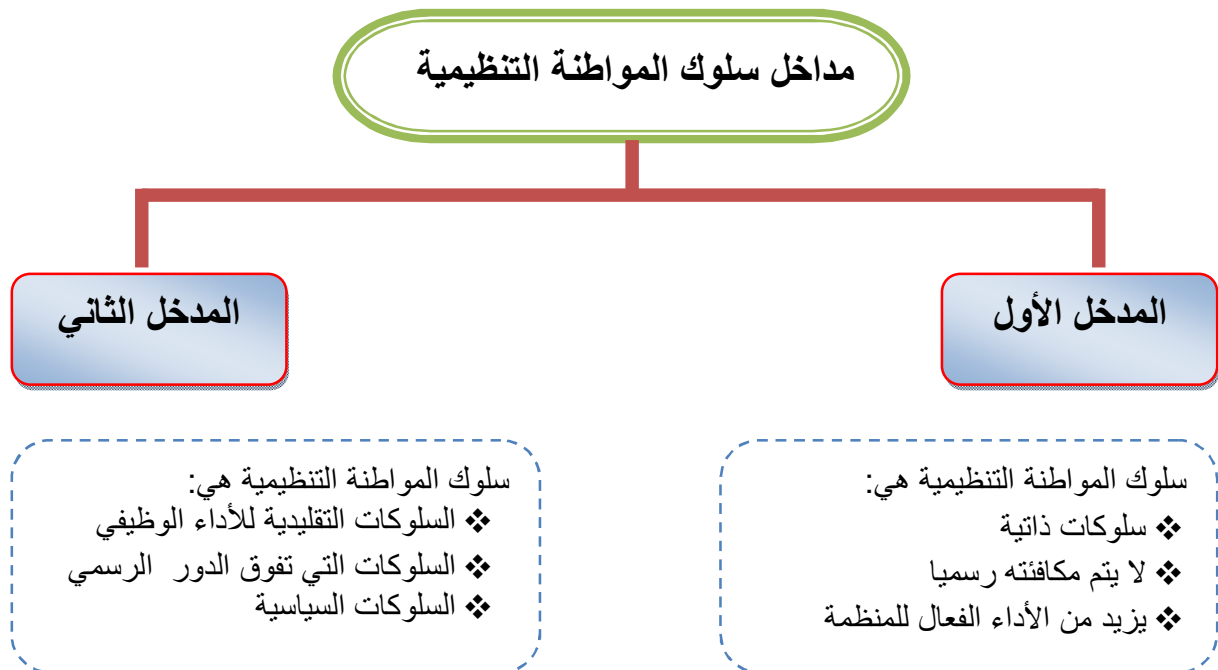 مداخل سلوك المواطنة التنظيمية
المدخل الأول
المدخل الثاني
سلوك المواطنة التنظيمية هي:
❖ سلوكات ذاتية
❖ لا يتم مكافئته رسميا
❖ يزيد من الأداء الفعال للمنظمة
سلوك المواطنة التنظيمية هي:
❖ السلوكات التقليدية للأداء الوظيفي
❖ السلوكات التي تفوق الدور الرسمي
❖ السلوكات السياسية